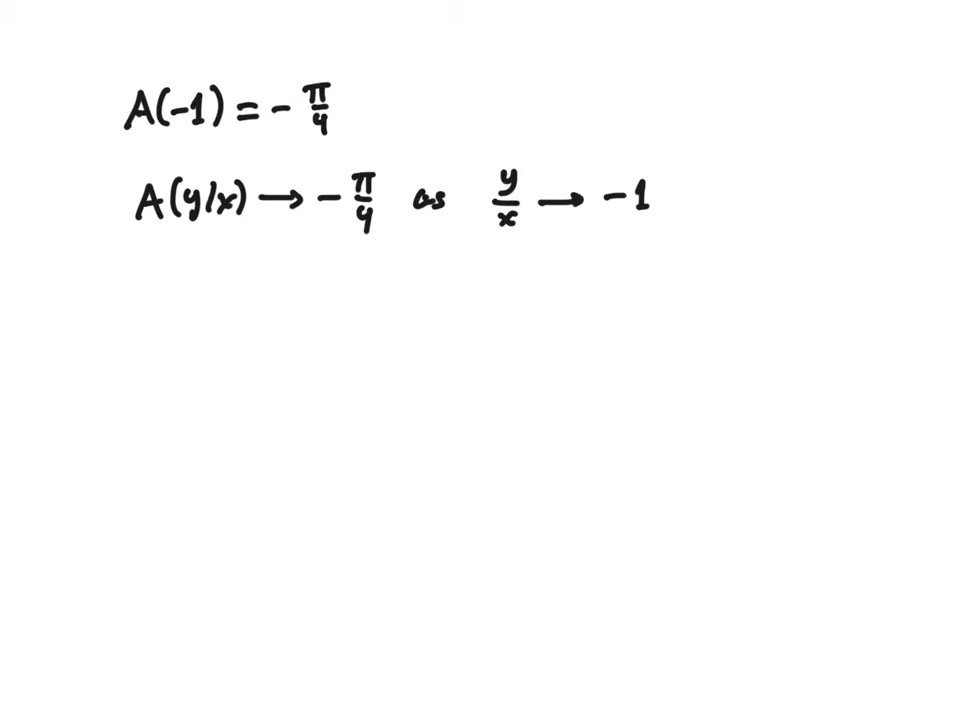 A(-1) = - π/4
A(y/x) → - π/4 as y/x → -1